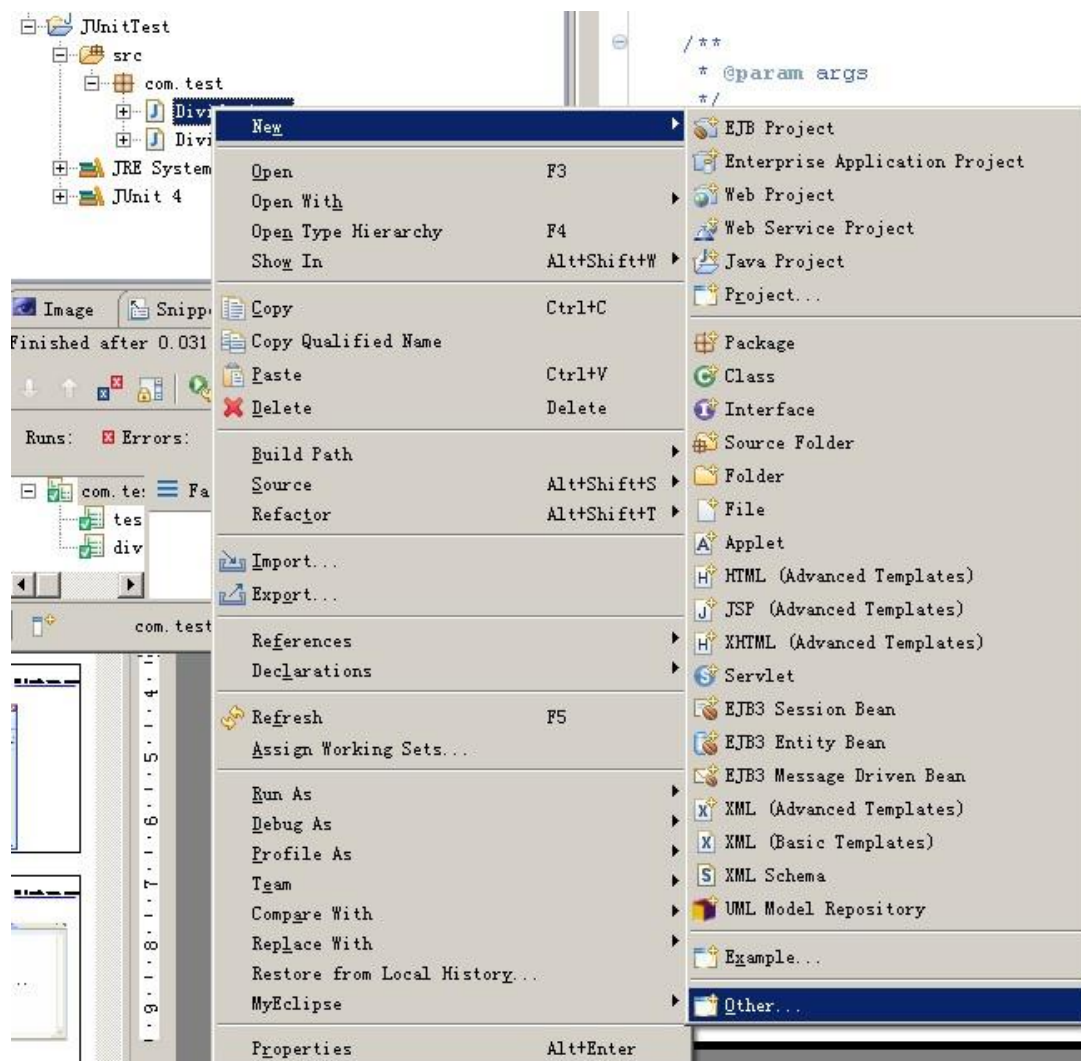 JUnitTest
src
com.test
JRE System
JUnit 4
/**
* @param args
*/
Image
Snipp
Finished after 0.031
Runs:
Errors:
com.te
Fa
tes
div
com.test
4
5
6
7
8
9
New
Open F3
Open With
Open Type Hierarchy F4
Show In Alt+Shift+W
Copy Ctrl+C
Copy Qualified Name
Paste Ctrl+V
Delete Delete
Build Path
Source Alt+Shift+S
Refactor Alt+Shift+T
Import...
Export...
References
Declarations
Refresh F5
Assign Working Sets...
Run As
Debug As
Profile As
Team
Compare With
Replace With
Restore from Local History...
MyEclipse
Properties Alt+Enter
EJB Project
Enterprise Application Project
Web Project
Web Service Project
Java Project
Project...
Package
Class
Interface
Source Folder
Folder
File
Applet
HTML (Advanced Templates)
JSP (Advanced Templates)
XHTML (Advanced Templates)
Servlet
EJB3 Session Bean
EJB3 Entity Bean
EJB3 Message Driven Bean
XML (Advanced Templates)
XML (Basic Templates)
XML Schema
UML Model Repository
Example...
Other...